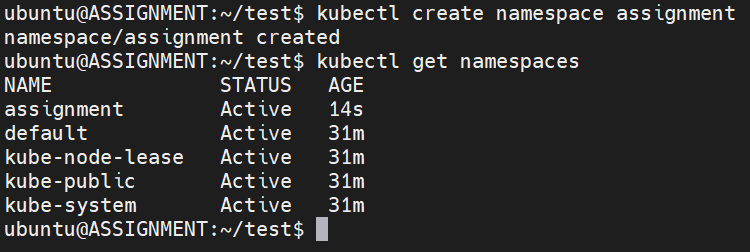 ubuntu@ASSIGNMENT:~/test$ kubectl create namespace assignment
namespace/assignment created
ubuntu@ASSIGNMENT:~/test$ kubectl get namespaces
NAME              STATUS   AGE
assignment        Active   14s
default           Active   31m
kube-node-lease   Active   31m
kube-public       Active   31m
kube-system       Active   31m
ubuntu@ASSIGNMENT:~/test$